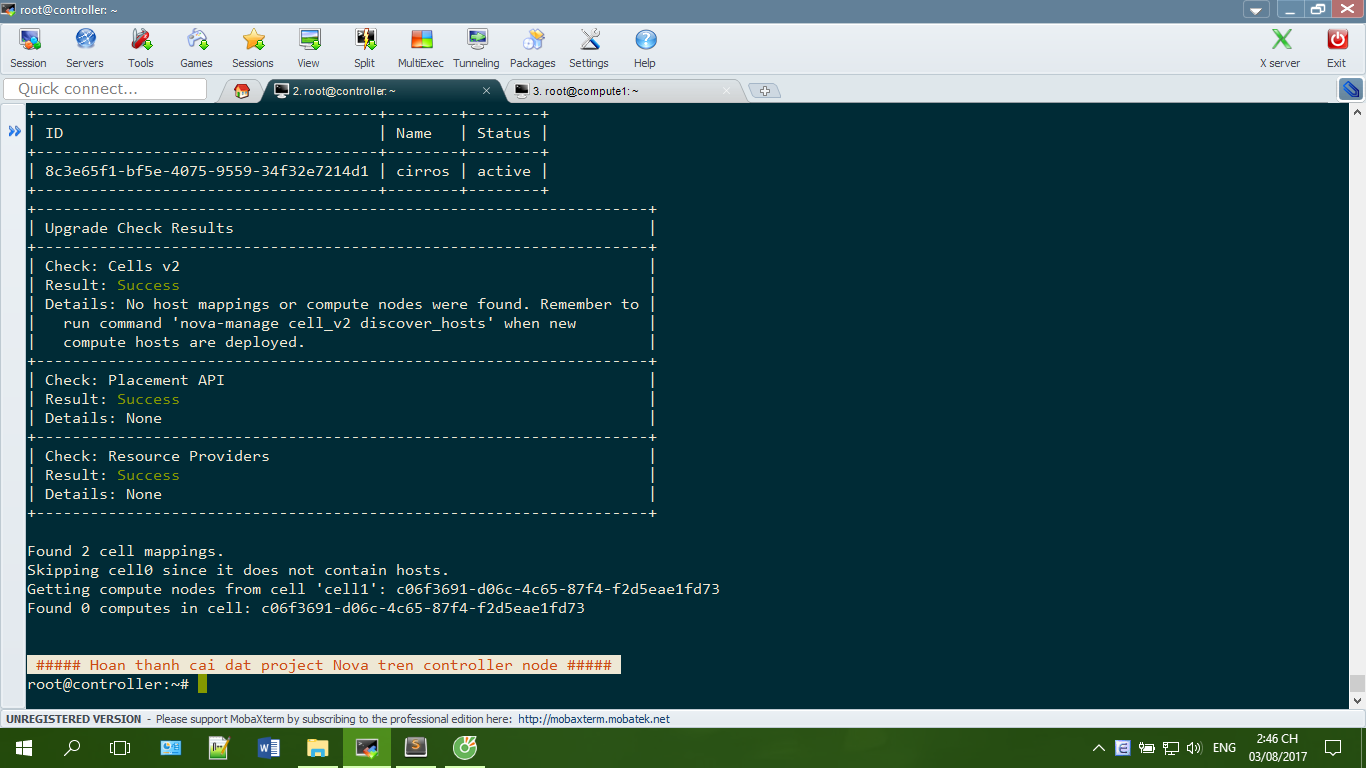 root@controller: ~
Session Servers Tools Games Sessions View Split MultiExec Tunneling Packages Settings Help X server Exit
Quick connect... 2. root@controller: ~ 3. root@compute1: ~
+--------------------------------------+--------+--------+
| ID                                   | Name   | Status |
+--------------------------------------+--------+--------+
| 8c3e65f1-bf5e-4075-9559-34f32e7214d1 | cirros | active |
+--------------------------------------+--------+--------+
+--------------------------------------------------------------------+
| Upgrade Check Results                                              |
+--------------------------------------------------------------------+
| Check: Cells v2                                                    |
| Result: Success                                                    |
| Details: No host mappings or compute nodes were found. Remember to |
|   run command 'nova-manage cell_v2 discover_hosts' when new        |
|   compute hosts are deployed.                                      |
+--------------------------------------------------------------------+
| Check: Placement API                                               |
| Result: Success                                                    |
| Details: None                                                      |
+--------------------------------------------------------------------+
| Check: Resource Providers                                          |
| Result: Success                                                    |
| Details: None                                                      |
+--------------------------------------------------------------------+
Found 2 cell mappings.
Skipping cell0 since it does not contain hosts.
Getting compute nodes from cell 'cell1': c06f3691-d06c-4c65-87f4-f2d5eae1fd73
Found 0 computes in cell: c06f3691-d06c-4c65-87f4-f2d5eae1fd73
##### Hoan thanh cai dat project Nova tren controller node #####
root@controller:~#
UNREGISTERED VERSION - Please support MobaXterm by subscribing to the professional edition here: http://mobaxterm.mobatek.net
ENG 2:46 CH
03/08/2017